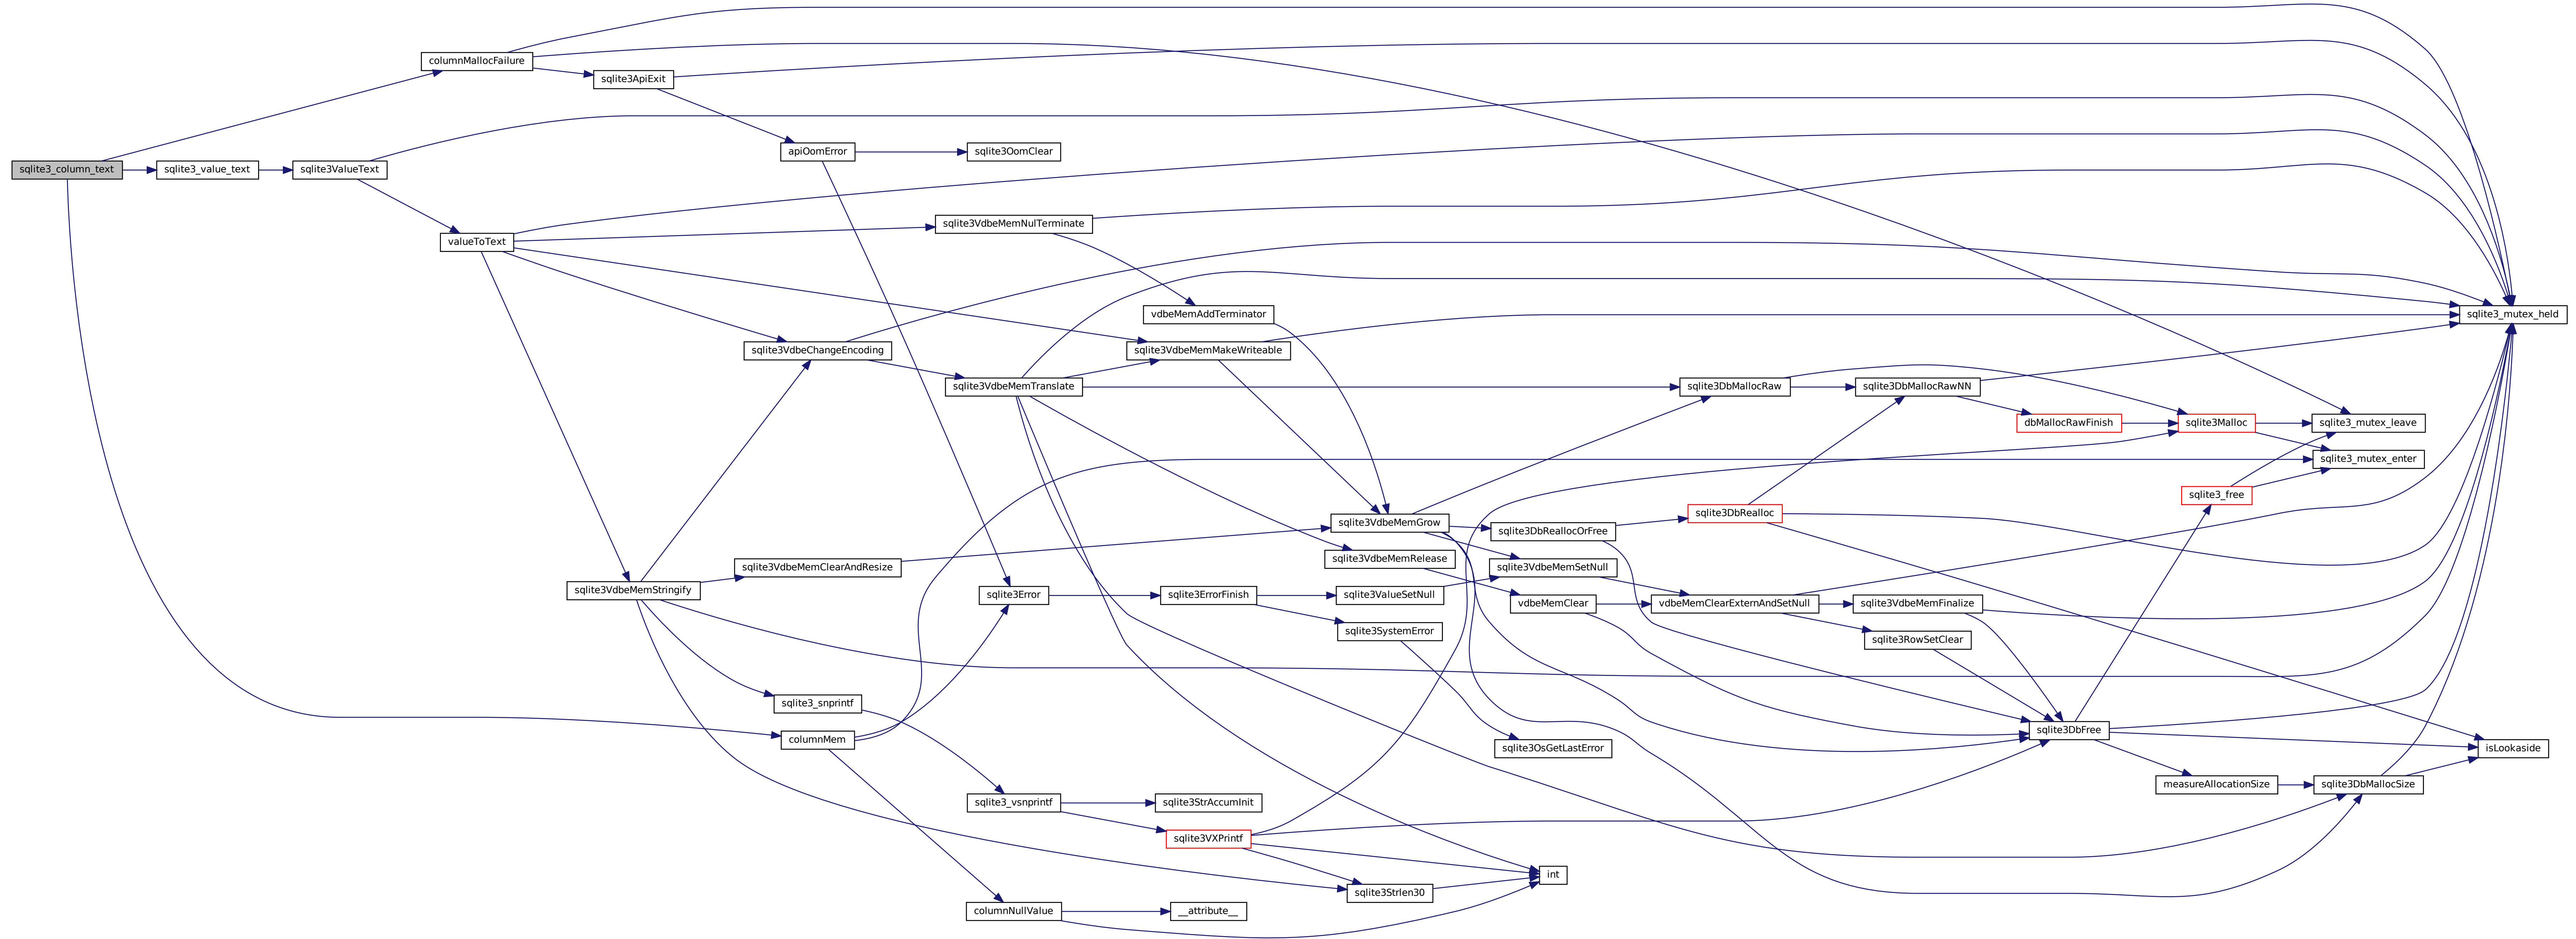 sqlite3_column_text
columnMallocFailure
sqlite3ApiExit
apiOomError
sqlite3OomClear
sqlite3_value_text
sqlite3ValueText
valueToText
sqlite3VdbeMemNulTerminate
vdbeMemAddTerminator
sqlite3_mutex_held
sqlite3VdbeChangeEncoding
sqlite3VdbeMemMakeWriteable
sqlite3VdbeMemTranslate
sqlite3DbMallocRaw
sqlite3DbMallocRawNN
dbMallocRawFinish
sqlite3Malloc
sqlite3_mutex_leave
sqlite3_mutex_enter
sqlite3_free
sqlite3VdbeMemGrow
sqlite3DbReallocOrFree
sqlite3DbRealloc
sqlite3VdbeMemRelease
sqlite3VdbeMemSetNull
sqlite3VdbeMemStringify
sqlite3VdbeMemClearAndResize
sqlite3Error
sqlite3ErrorFinish
sqlite3ValueSetNull
vdbeMemClear
vdbeMemClearExternAndSetNull
sqlite3VdbeMemFinalize
sqlite3SystemError
sqlite3RowSetClear
sqlite3_snprintf
columnMem
sqlite3OsGetLastError
sqlite3DbFree
isLookaside
measureAllocationSize
sqlite3DbMallocSize
sqlite3_vsnprintf
sqlite3StrAccumInit
sqlite3VXPrintf
int
sqlite3Strlen30
columnNullValue
__attribute__